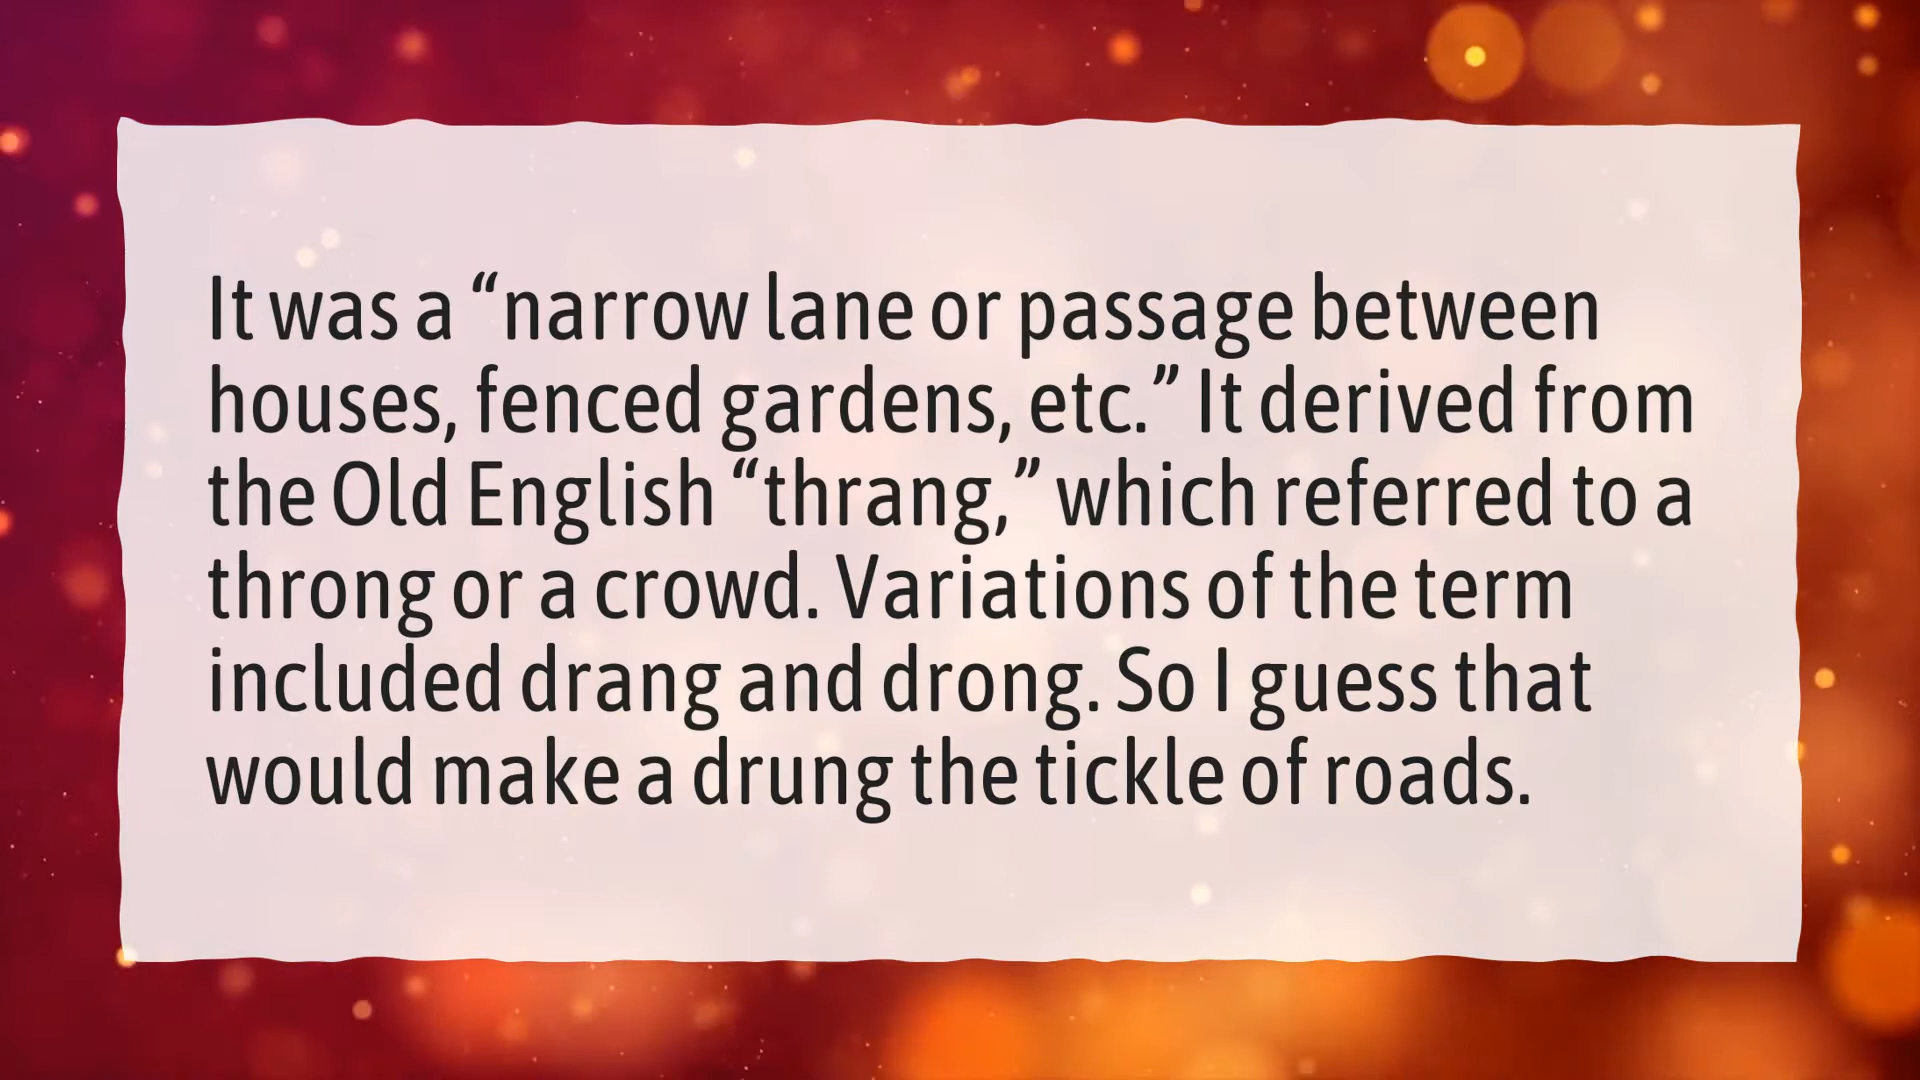 It was a “narrow lane or passage between
houses, fenced gardens, etc.” It derived from
the Old English “thrang,” which referred to a
throng or a crowd. Variations of the term
included drang and drong. So I guess that
would make a drung the tickle of roads.